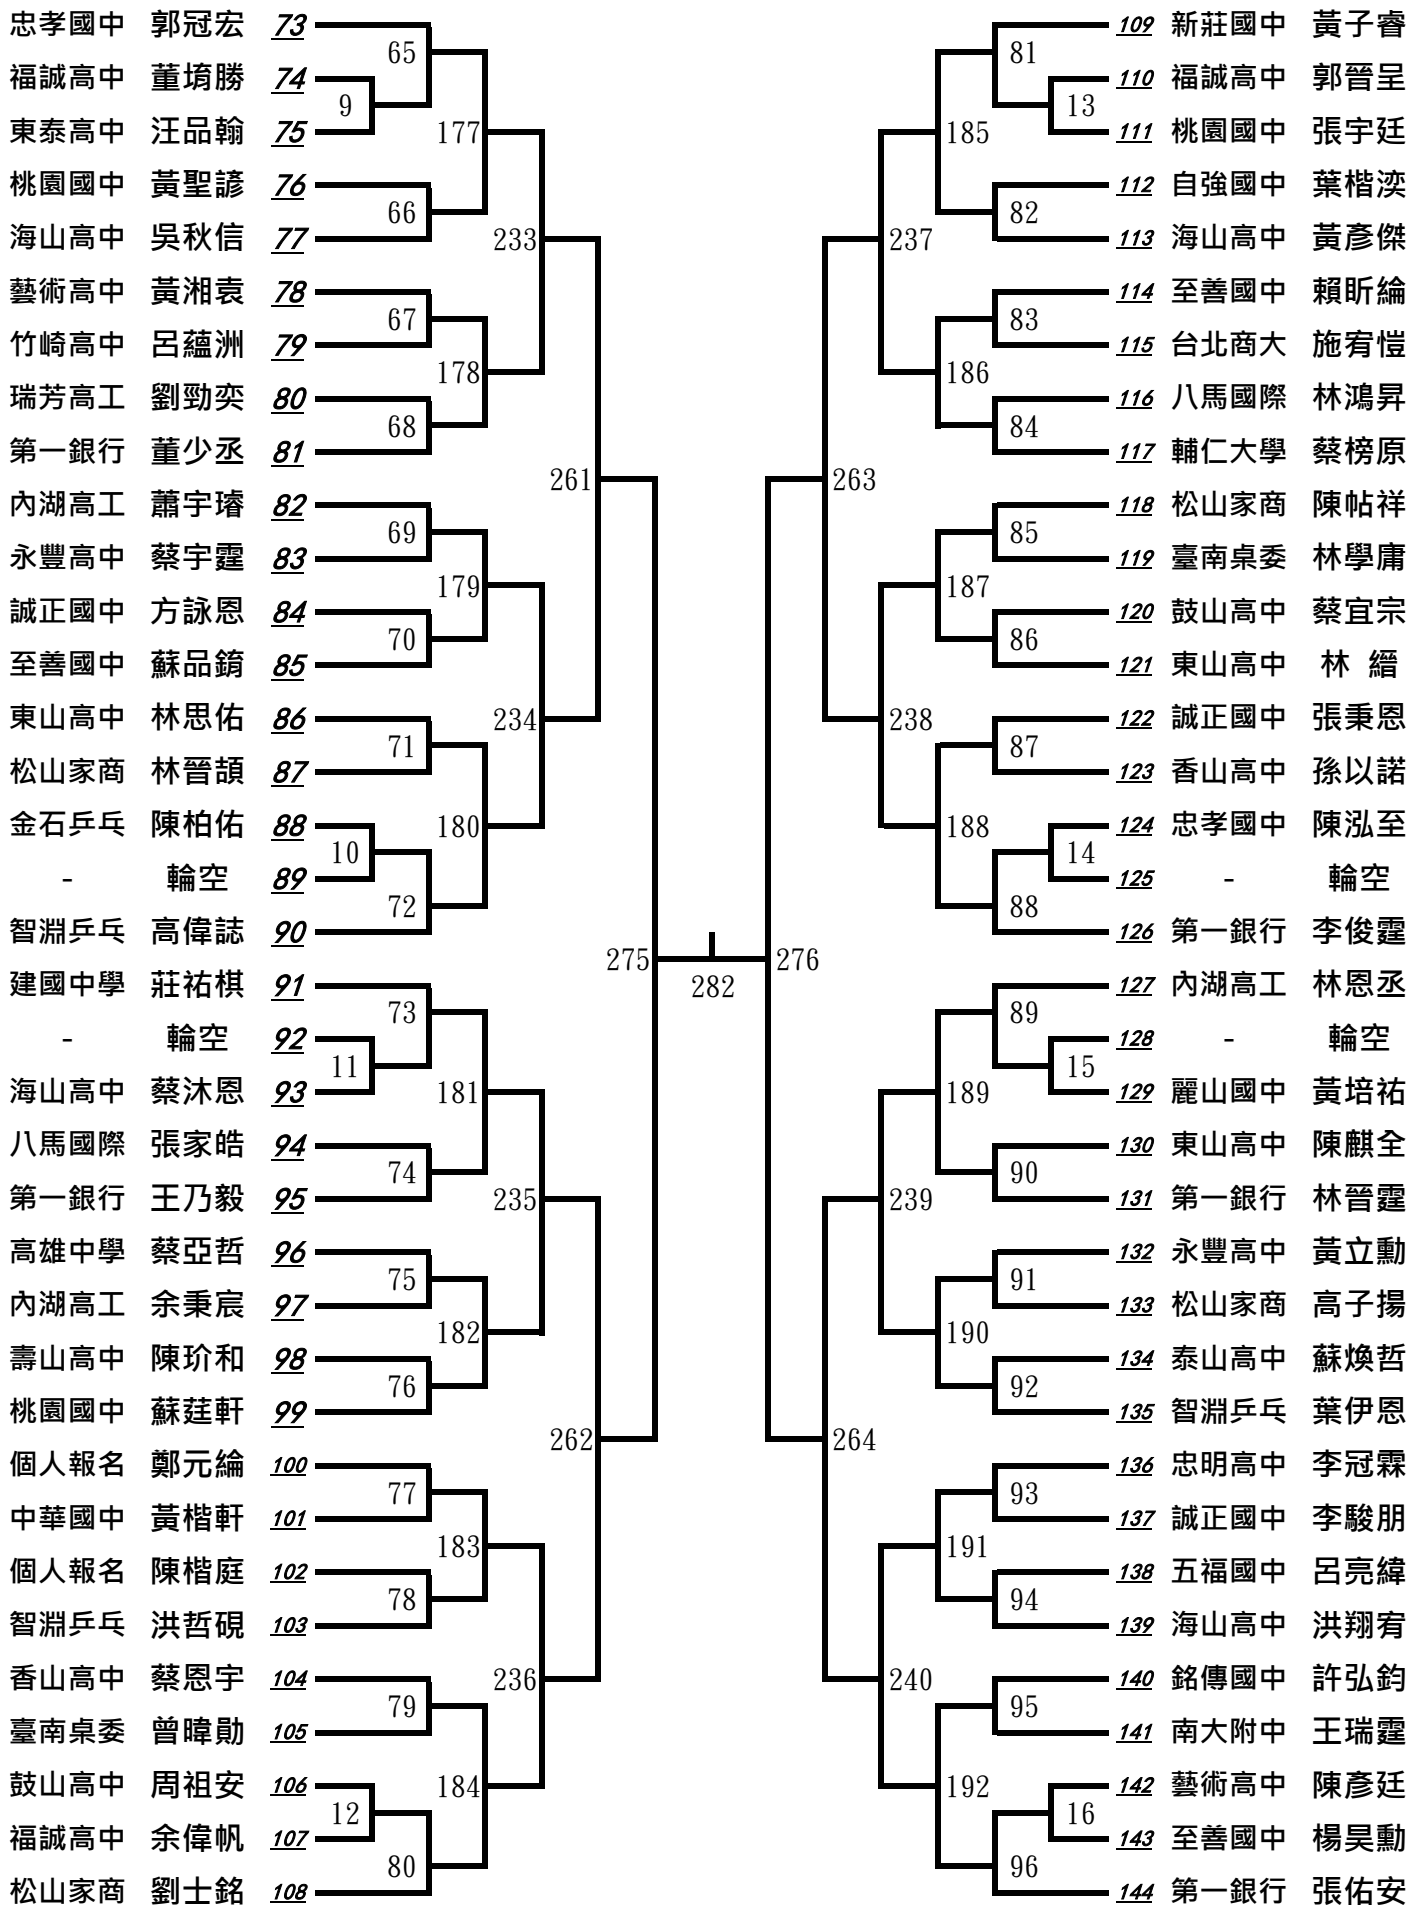 忠孝國中 郭冠宏 73
福誠高中 董堉勝 74
東泰高中 汪品翰 75
桃園國中 黃聖諺 76
海山高中 吳秋信 77
藝術高中 黃湘袁 78
竹崎高中 呂蘊洲 79
瑞芳高工 劉勁奕 80
第一銀行 董少丞 81
內湖高工 蕭宇璿 82
永豐高中 蔡宇霆 83
誠正國中 方詠恩 84
至善國中 蘇品錥 85
東山高中 林思佑 86
松山家商 林晉頡 87
金石乒乓 陳柏佑 88
- 輪空 89
智淵乒乓 高偉誌 90
建國中學 莊祐棋 91
- 輪空 92
海山高中 蔡沐恩 93
八馬國際 張家皓 94
第一銀行 王乃毅 95
高雄中學 蔡亞哲 96
內湖高工 余秉宸 97
壽山高中 陳玠和 98
桃園國中 蘇莛軒 99
個人報名 鄭元綸 100
中華國中 黃楷軒 101
個人報名 陳楷庭 102
智淵乒乓 洪哲硯 103
香山高中 蔡恩宇 104
臺南桌委 曾暐勛 105
鼓山高中 周祖安 106
福誠高中 余偉帆 107
松山家商 劉士銘 108
9
10
11
12
65
66
67
68
69
70
71
72
73
74
75
76
77
78
79
80
177
178
179
180
181
182
183
184
233
234
235
236
261
262
275
282
276
263
264
237
238
239
240
185
186
187
188
189
190
191
192
81
82
83
84
85
86
87
88
89
90
91
92
93
94
95
96
13
14
15
16
109 新莊國中 黃子睿
110 福誠高中 郭晉呈
111 桃園國中 張宇廷
112 自強國中 葉楷渜
113 海山高中 黃彥傑
114 至善國中 賴昕綸
115 台北商大 施宥愷
116 八馬國際 林鴻昇
117 輔仁大學 蔡榜原
118 松山家商 陳帖祥
119 臺南桌委 林學庸
120 鼓山高中 蔡宜宗
121 東山高中 林 縉
122 誠正國中 張秉恩
123 香山高中 孫以諾
124 忠孝國中 陳泓至
125 - 輪空
126 第一銀行 李俊霆
127 內湖高工 林恩丞
128 - 輪空
129 麗山國中 黃培祐
130 東山高中 陳麒全
131 第一銀行 林晉霆
132 永豐高中 黃立勳
133 松山家商 高子揚
134 泰山高中 蘇煥哲
135 智淵乒乓 葉伊恩
136 忠明高中 李冠霖
137 誠正國中 李駿朋
138 五福國中 呂亮緯
139 海山高中 洪翔宥
140 銘傳國中 許弘鈞
141 南大附中 王瑞霆
142 藝術高中 陳彥廷
143 至善國中 楊昊勳
144 第一銀行 張佑安